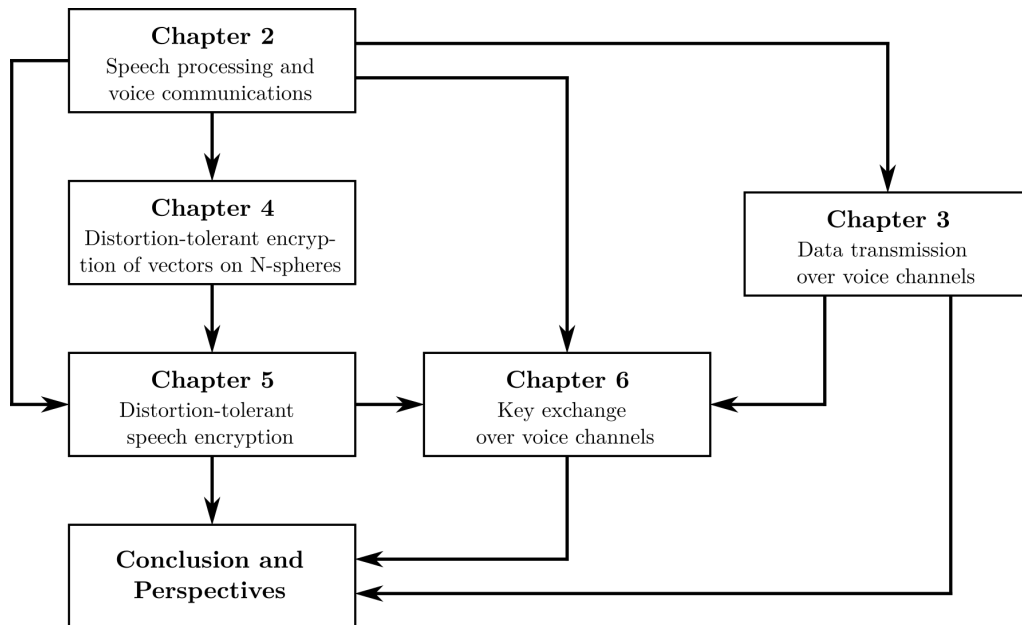 Chapter 2
Speech processing and
voice communications
Chapter 4
Distortion-tolerant encryp-
tion of vectors on N-spheres
Chapter 3
Data transmission
over voice channels
Chapter 5
Distortion-tolerant
speech encryption
Chapter 6
Key exchange
over voice channels
Conclusion and
Perspectives